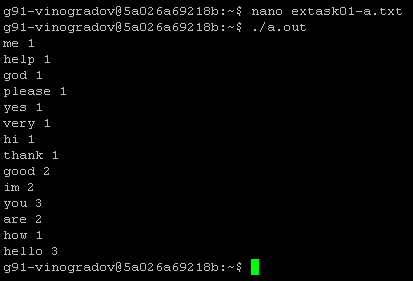 g91-vinogradov@5a026a69218b:~$ nano extask01-a.txt
g91-vinogradov@5a026a69218b:~$ ./a.out
me 1
help 1
god 1
please 1
yes 1
very 1
hi 1
thank 1
good 2
im 2
you 3
are 2
how 1
hello 3
g91-vinogradov@5a026a69218b:~$